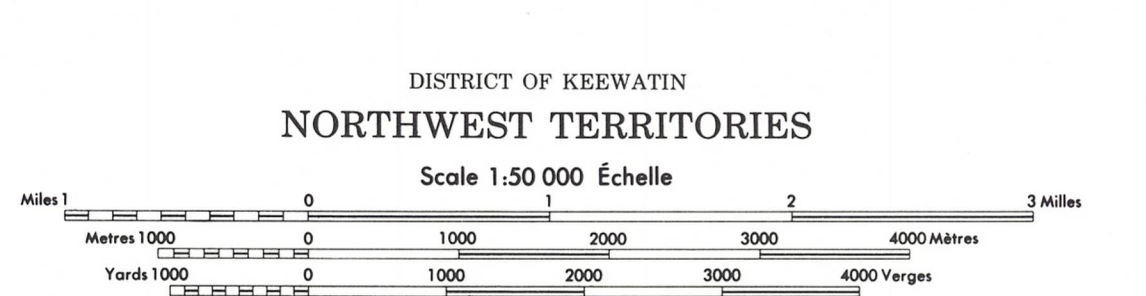 DISTRICT OF KEEWATIN
NORTHWEST TERRITORIES
Scale 1:50 000 Échelle
Miles 1 0 1 2 3 Milles
Metres 1000 0 1000 2000 3000 4000 Mètres
Yards 1000 0 1000 2000 3000 4000 Verges